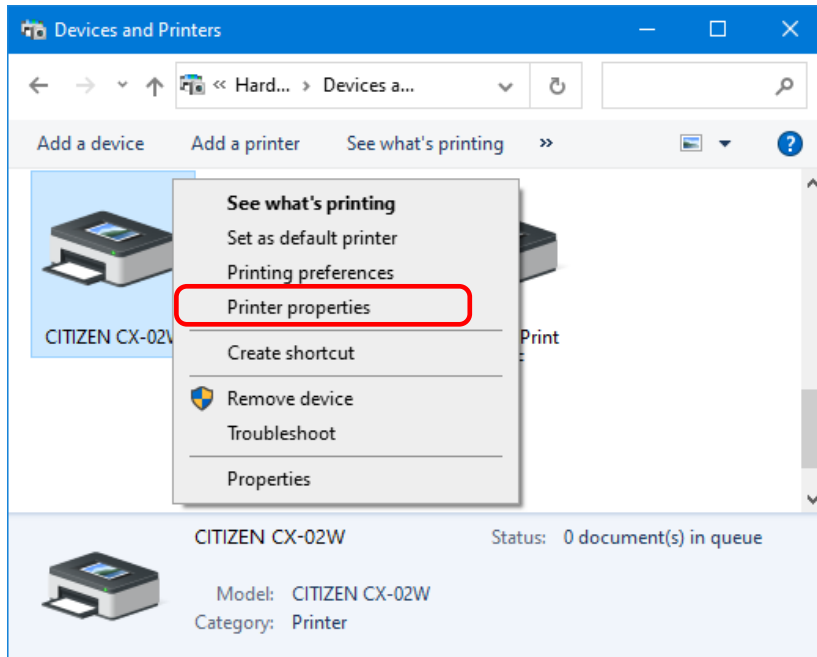 Devices and Printers
« Hard... > Devices a...
Add a device Add a printer See what's printing »
See what's printing
Set as default printer
Printing preferences
Printer properties
CITIZEN CX-02
Print
Create shortcut
Remove device
Troubleshoot
Properties
CITIZEN CX-02W Status: 0 document(s) in queue
Model: CITIZEN CX-02W
Category: Printer